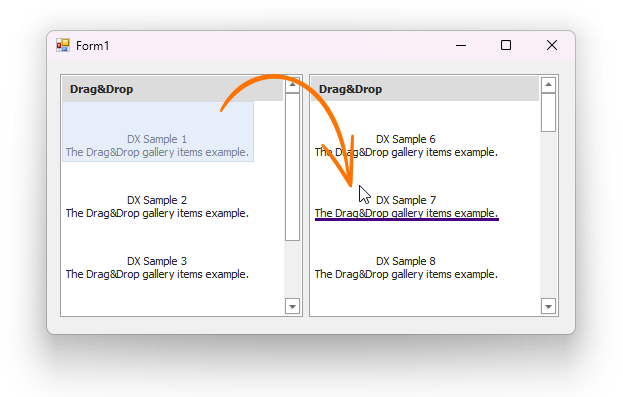 Form1
Drag&Drop
DX Sample 1
The Drag&Drop gallery items example.
DX Sample 2
The Drag&Drop gallery items example.
DX Sample 3
The Drag&Drop gallery items example.
Drag&Drop
DX Sample 6
The Drag&Drop gallery items example.
DX Sample 7
The Drag&Drop gallery items example.
DX Sample 8
The Drag&Drop gallery items example.